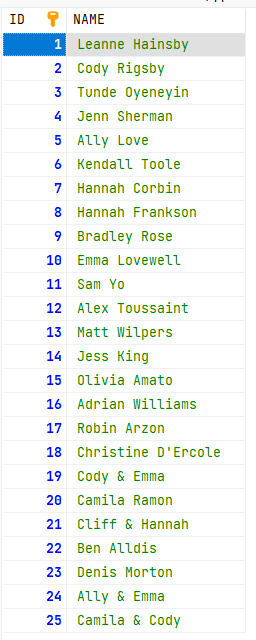 ID NAME
1 Leanne Hainsby
2 Cody Rigsby
3 Tunde Oyeneyin
4 Jenn Sherman
5 Ally Love
6 Kendall Toole
7 Hannah Corbin
8 Hannah Frankson
9 Bradley Rose
10 Emma Lovewell
11 Sam Yo
12 Alex Toussaint
13 Matt Wilpers
14 Jess King
15 Olivia Amato
16 Adrian Williams
17 Robin Arzon
18 Christine D'Ercole
19 Cody & Emma
20 Camila Ramon
21 Cliff & Hannah
22 Ben Alldis
23 Denis Morton
24 Ally & Emma
25 Camila & Cody